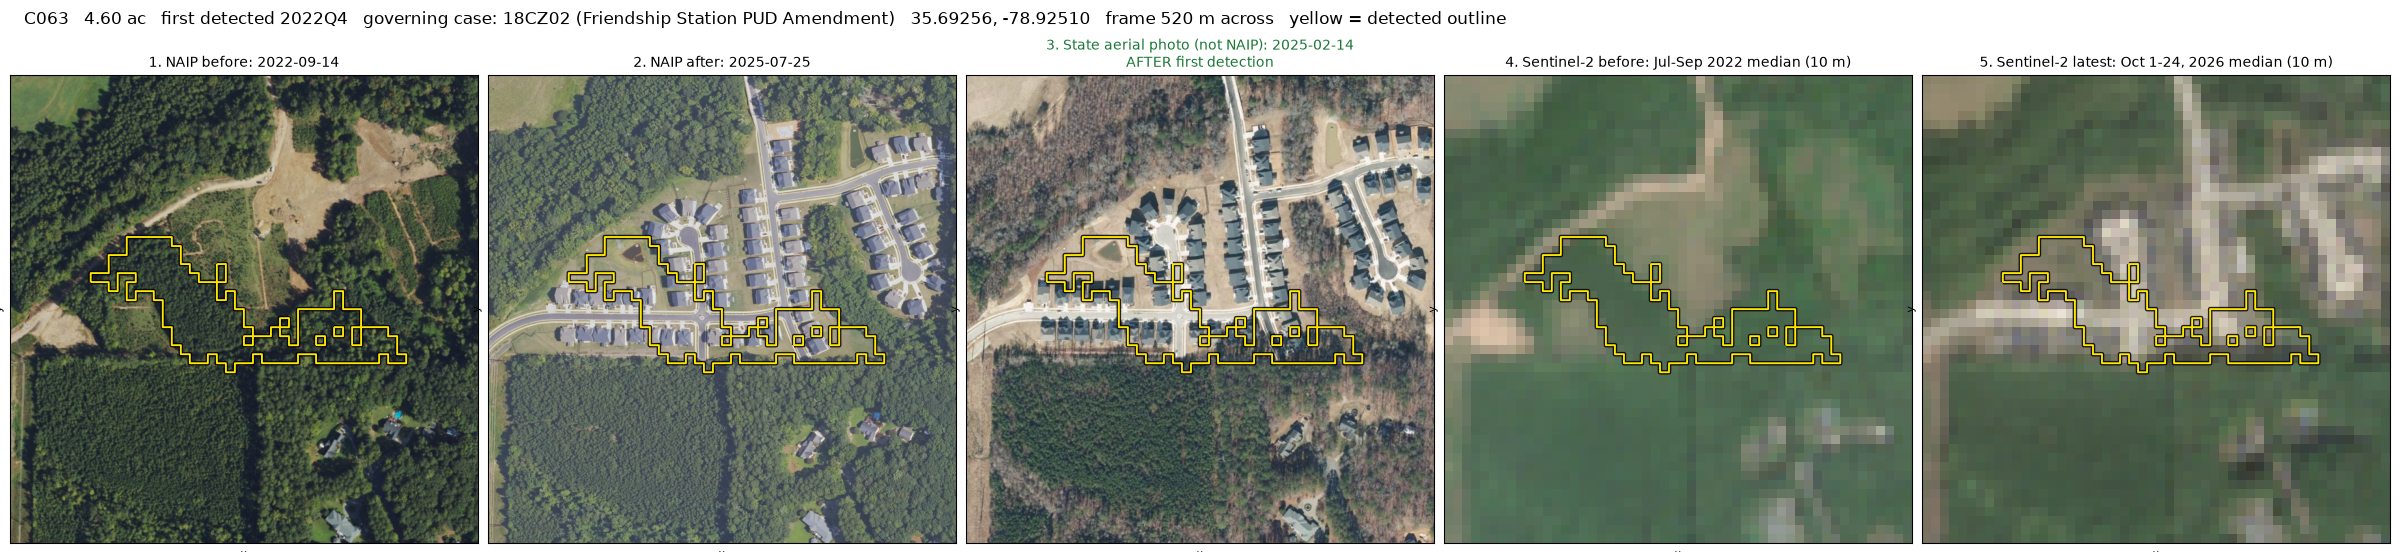 C063   4.60 ac   first detected 2022Q4   governing case: 18CZ02 (Friendship Station PUD Amendment)   35.69256, -78.92510   frame 520 m across   yellow = detected outline
1. NAIP before: 2022-09-14
2. NAIP after: 2025-07-25
3. State aerial photo (not NAIP): 2025-02-14
AFTER first detection
4. Sentinel-2 before: Jul-Sep 2022 median (10 m)
5. Sentinel-2 latest: Oct 1-24, 2026 median (10 m)